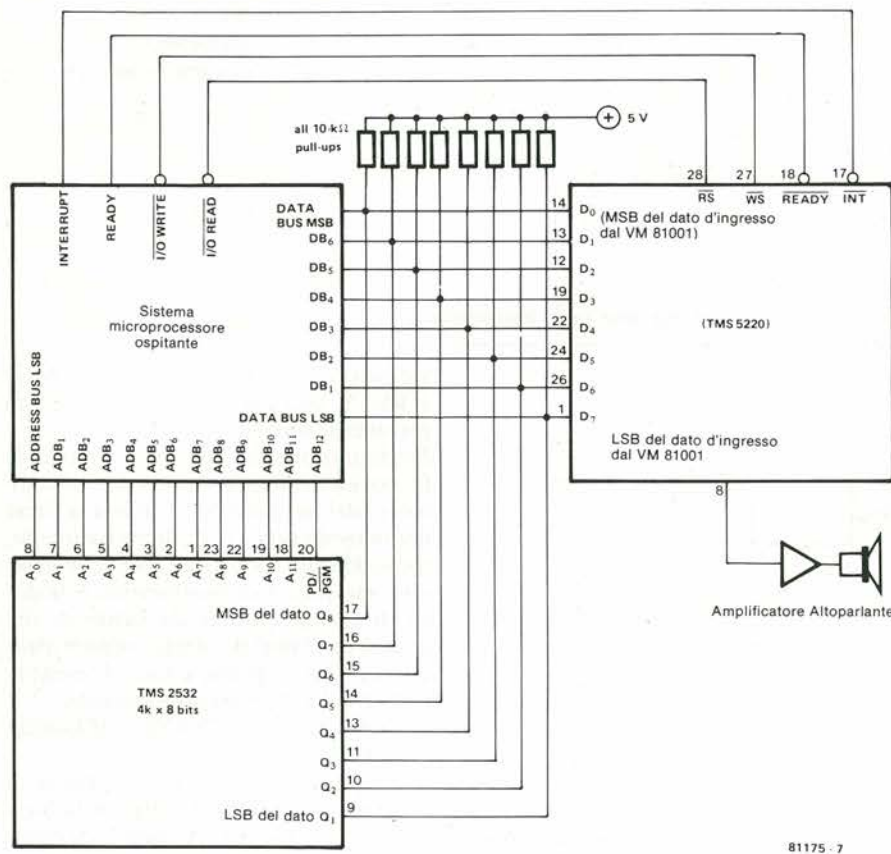 all 10-kΩ
pull-ups
5 V
INTERRUPT
READY
I/O WRITE
I/O READ
DATA
BUS MSB
DB6
DB5
DB4
DB3
DB2
DB1
DATA BUS LSB
Sistema
microprocessore
ospitante
ADDRESS BUS LSB
ADB1
ADB2
ADB3
ADB4
ADB5
ADB6
ADB7
ADB8
ADB9
ADB10
ADB11
ADB12
28
27
18
17
RS
WS
READY
INT
14 D0
(MSB del dato d'ingresso
dal VM 81001)
13 D1
12 D2
19 D3
22 D4
24 D5
26 D6
1 D7
(TMS 5220)
LSB del dato d'ingresso
dal VM 81001
8
Amplificatore Altoparlante
8 7 6 5 4 3 2 1 23 22 19 18 20
A0 A1 A2 A3 A4 A5 A6 A7 A8 A9 A10 A11 PD/
PGM
MSB del dato Q8 17
Q7 16
Q6 15
Q5 14
Q4 13
Q3 11
Q2 10
LSB del dato Q1 9
TMS 2532
4k x 8 bits
81175 - 7